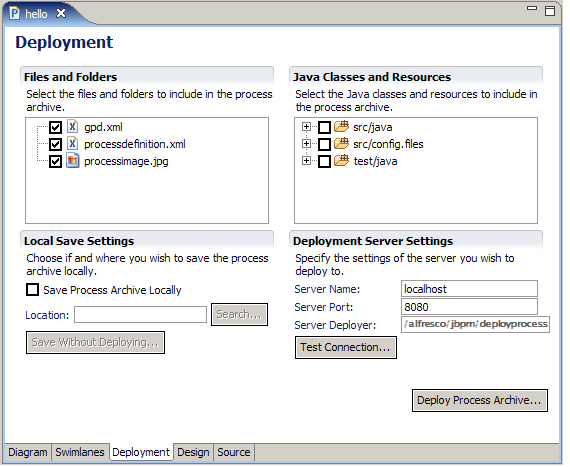 hello
Deployment
Files and Folders
Select the files and folders to include in the process
archive.
gpd.xml
processdefinition.xml
processimage.jpg
Java Classes and Resources
Select the Java classes and resources to include in
the process archive.
src/java
src/config.files
test/java
Local Save Settings
Choose if and where you wish to save the process
archive locally.
Save Process Archive Locally
Location:
Search...
Save Without Deploying...
Deployment Server Settings
Specify the settings of the server you wish to
deploy to.
Server Name: localhost
Server Port: 8080
Server Deployer: /alfresco/jbpm/deployprocess
Test Connection...
Deploy Process Archive...
Diagram Swimlanes Deployment Design Source